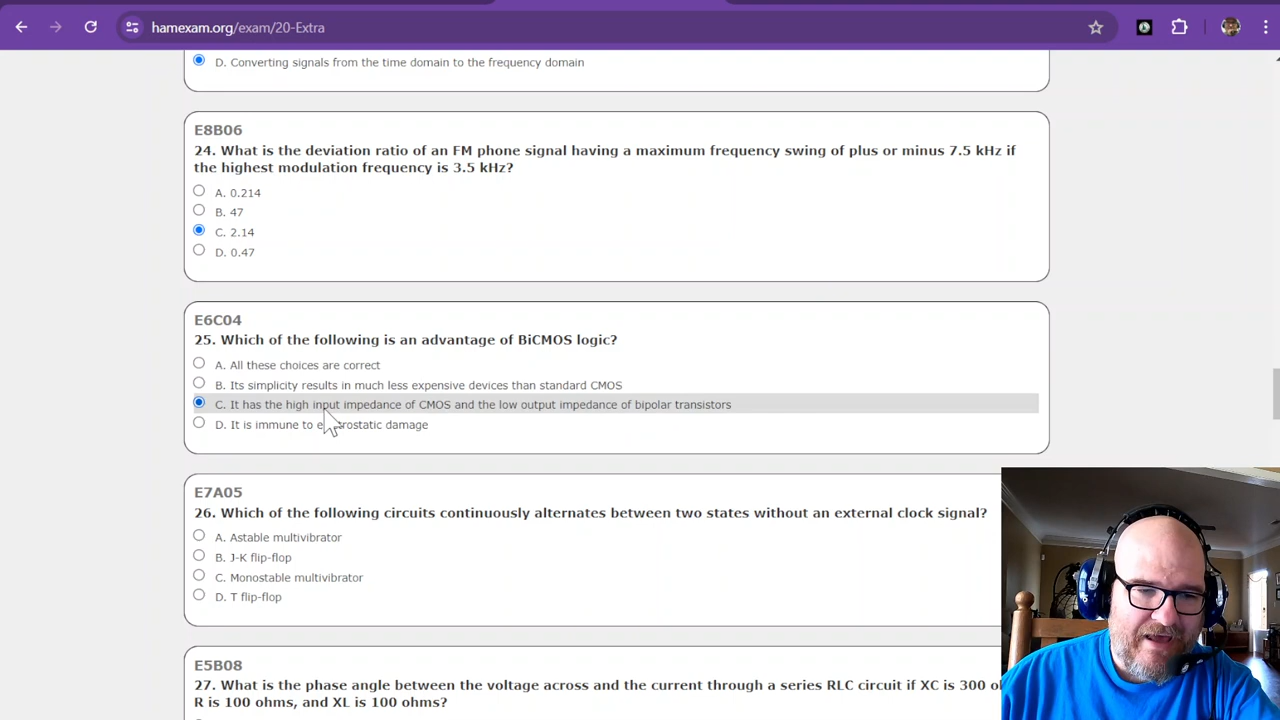 hamexam.org/exam/20-Extra
D. Converting signals from the time domain to the frequency domain
E8B06
24. What is the deviation ratio of an FM phone signal having a maximum frequency swing of plus or minus 7.5 kHz if
the highest modulation frequency is 3.5 kHz?
A. 0.214
B. 47
C. 2.14
D. 0.47
E6C04
25. Which of the following is an advantage of BiCMOS logic?
A. All these choices are correct
B. Its simplicity results in much less expensive devices than standard CMOS
C. It has the high input impedance of CMOS and the low output impedance of bipolar transistors
D. It is immune to electrostatic damage
E7A05
26. Which of the following circuits continuously alternates between two states without an external clock signal?
A. Astable multivibrator
B. J-K flip-flop
C. Monostable multivibrator
D. T flip-flop
E5B08
27. What is the phase angle between the voltage across and the current through a series RLC circuit if XC is 300
R is 100 ohms, and XL is 100 ohms?